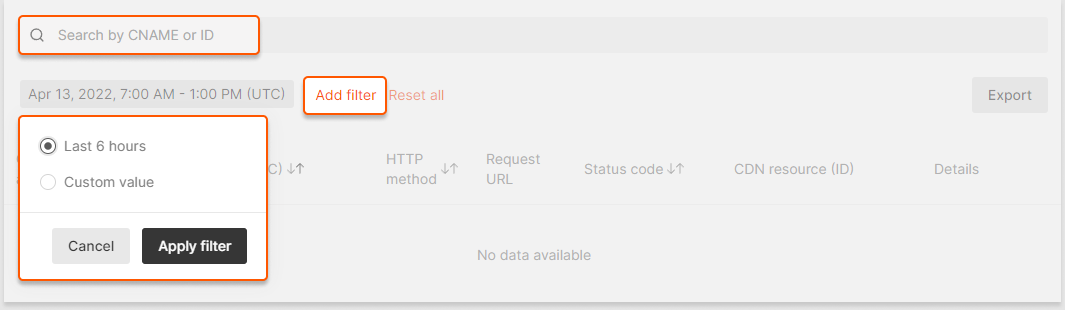 Search by CNAME or ID
Apr 13, 2022, 7:00 AM - 1:00 PM (UTC)
Add filter
Reset all
Export
Last 6 hours
Custom value
Cancel
Apply filter
C)
HTTP
method
Request
URL
Status code
CDN resource (ID)
Details
No data available